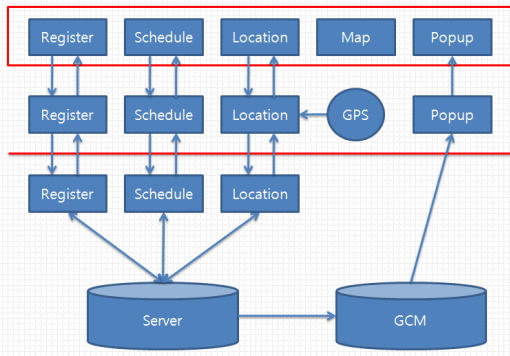 Register
Schedule
Location
Map
Popup
Register
Schedule
Location
GPS
Popup
Register
Schedule
Location
Server
GCM